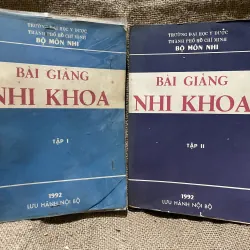 TRƯỜNG ĐẠI HỌC Y DƯỢC
THÀNH PHỐ HỒ CHÍ MINH
BỘ MÔN NHI
BÀI GIẢNG
NHI KHOA
TẬP I
1992
LƯU HÀNH NỘI BỘ
TRƯỜNG ĐẠI HỌC Y DƯỢC
THÀNH PHỐ HỒ CHÍ MINH
BỘ MÔN NHI
BÀI GIẢNG
NHI KHOA
TẬP II
1992
LƯU HÀNH NỘI BỘ